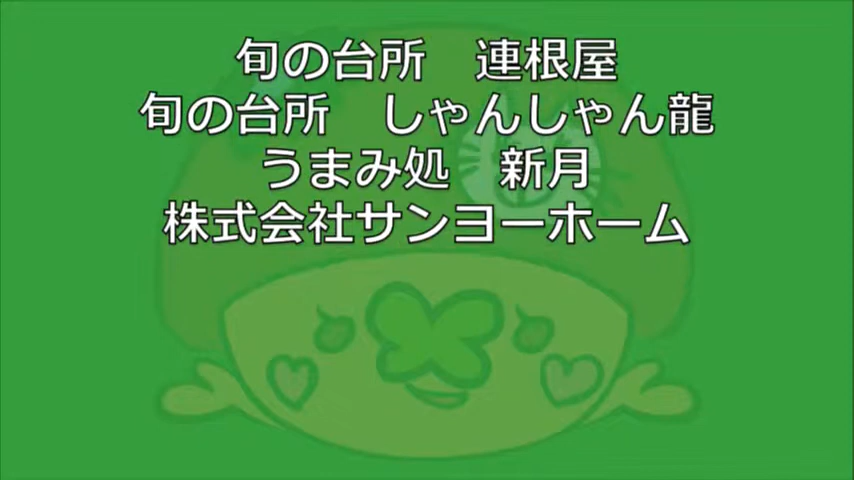 旬の台所　連根屋
旬の台所　しゃんしゃん龍
うまみ処　新月
株式会社サンヨーホーム